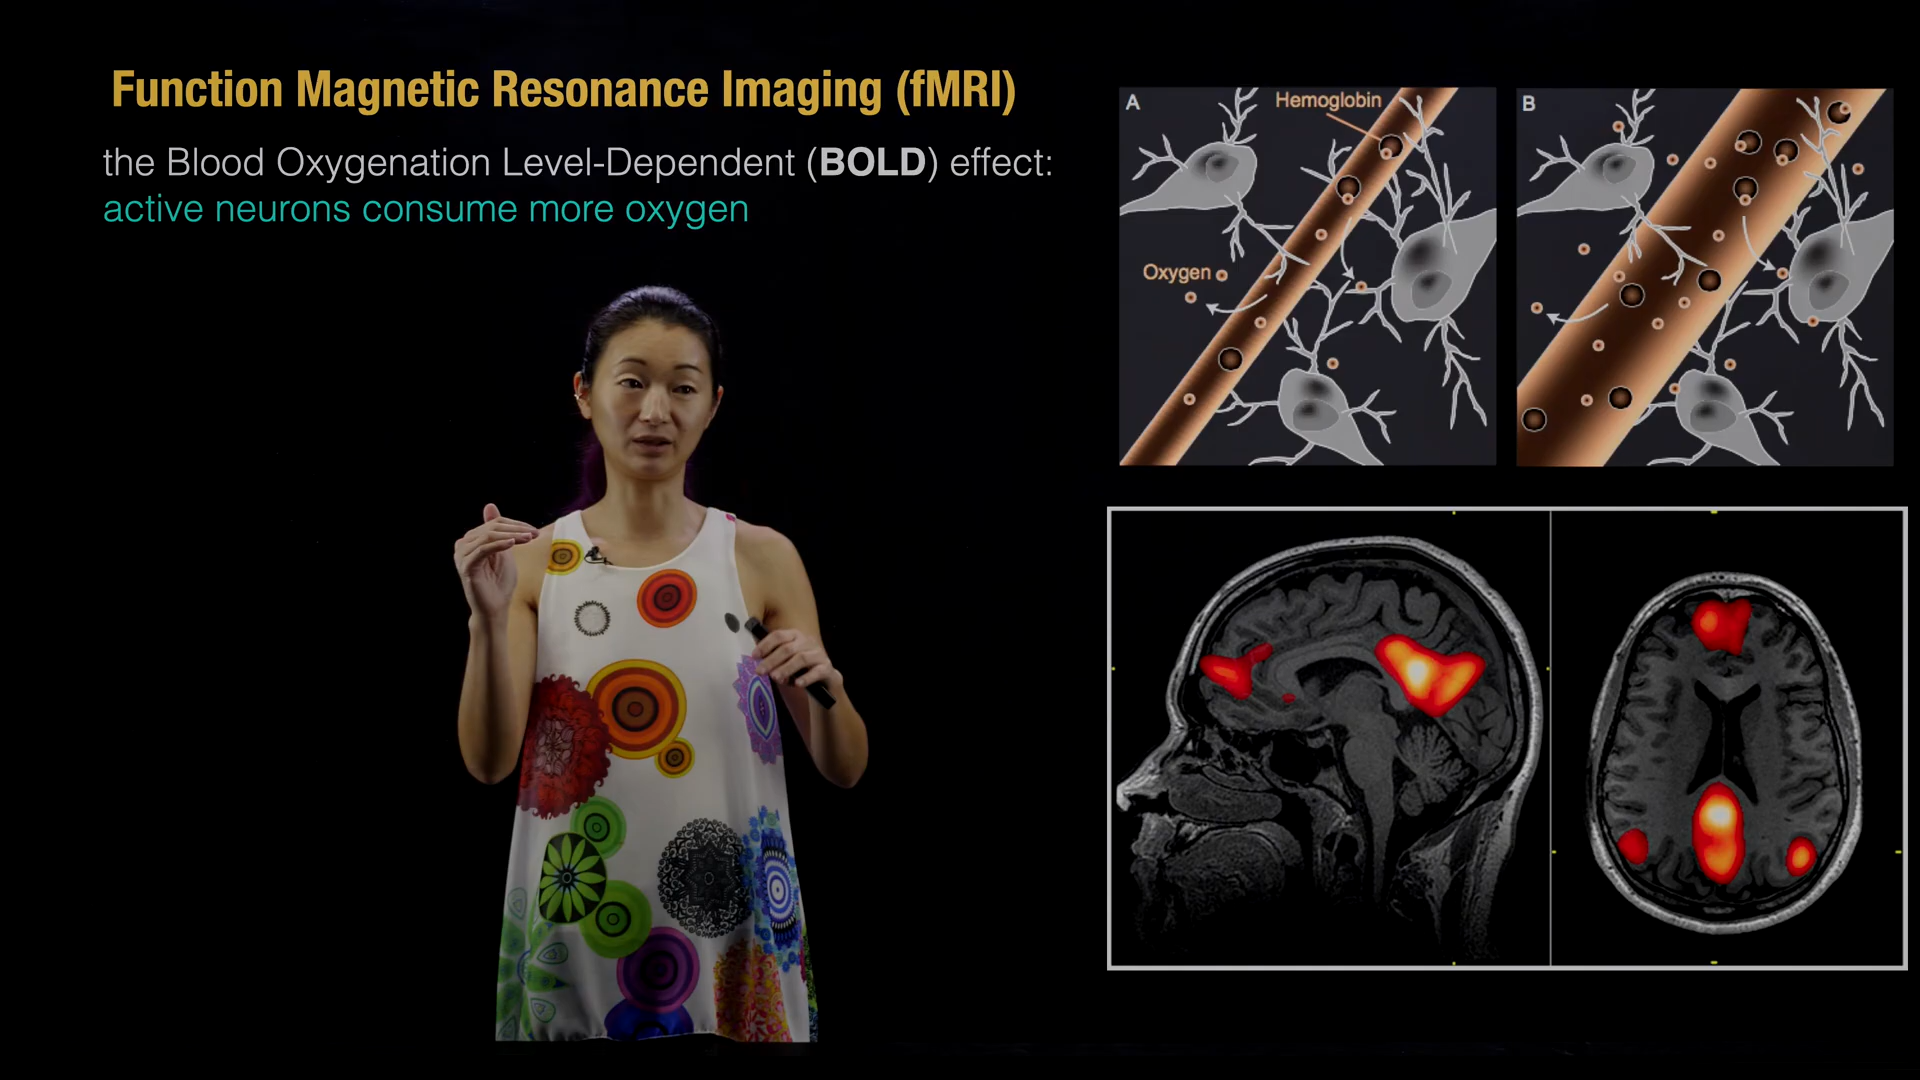 Function Magnetic Resonance Imaging (fMRI)
the Blood Oxygenation Level-Dependent (BOLD) effect:
active neurons consume more oxygen
A
Hemoglobin
Oxygen
B